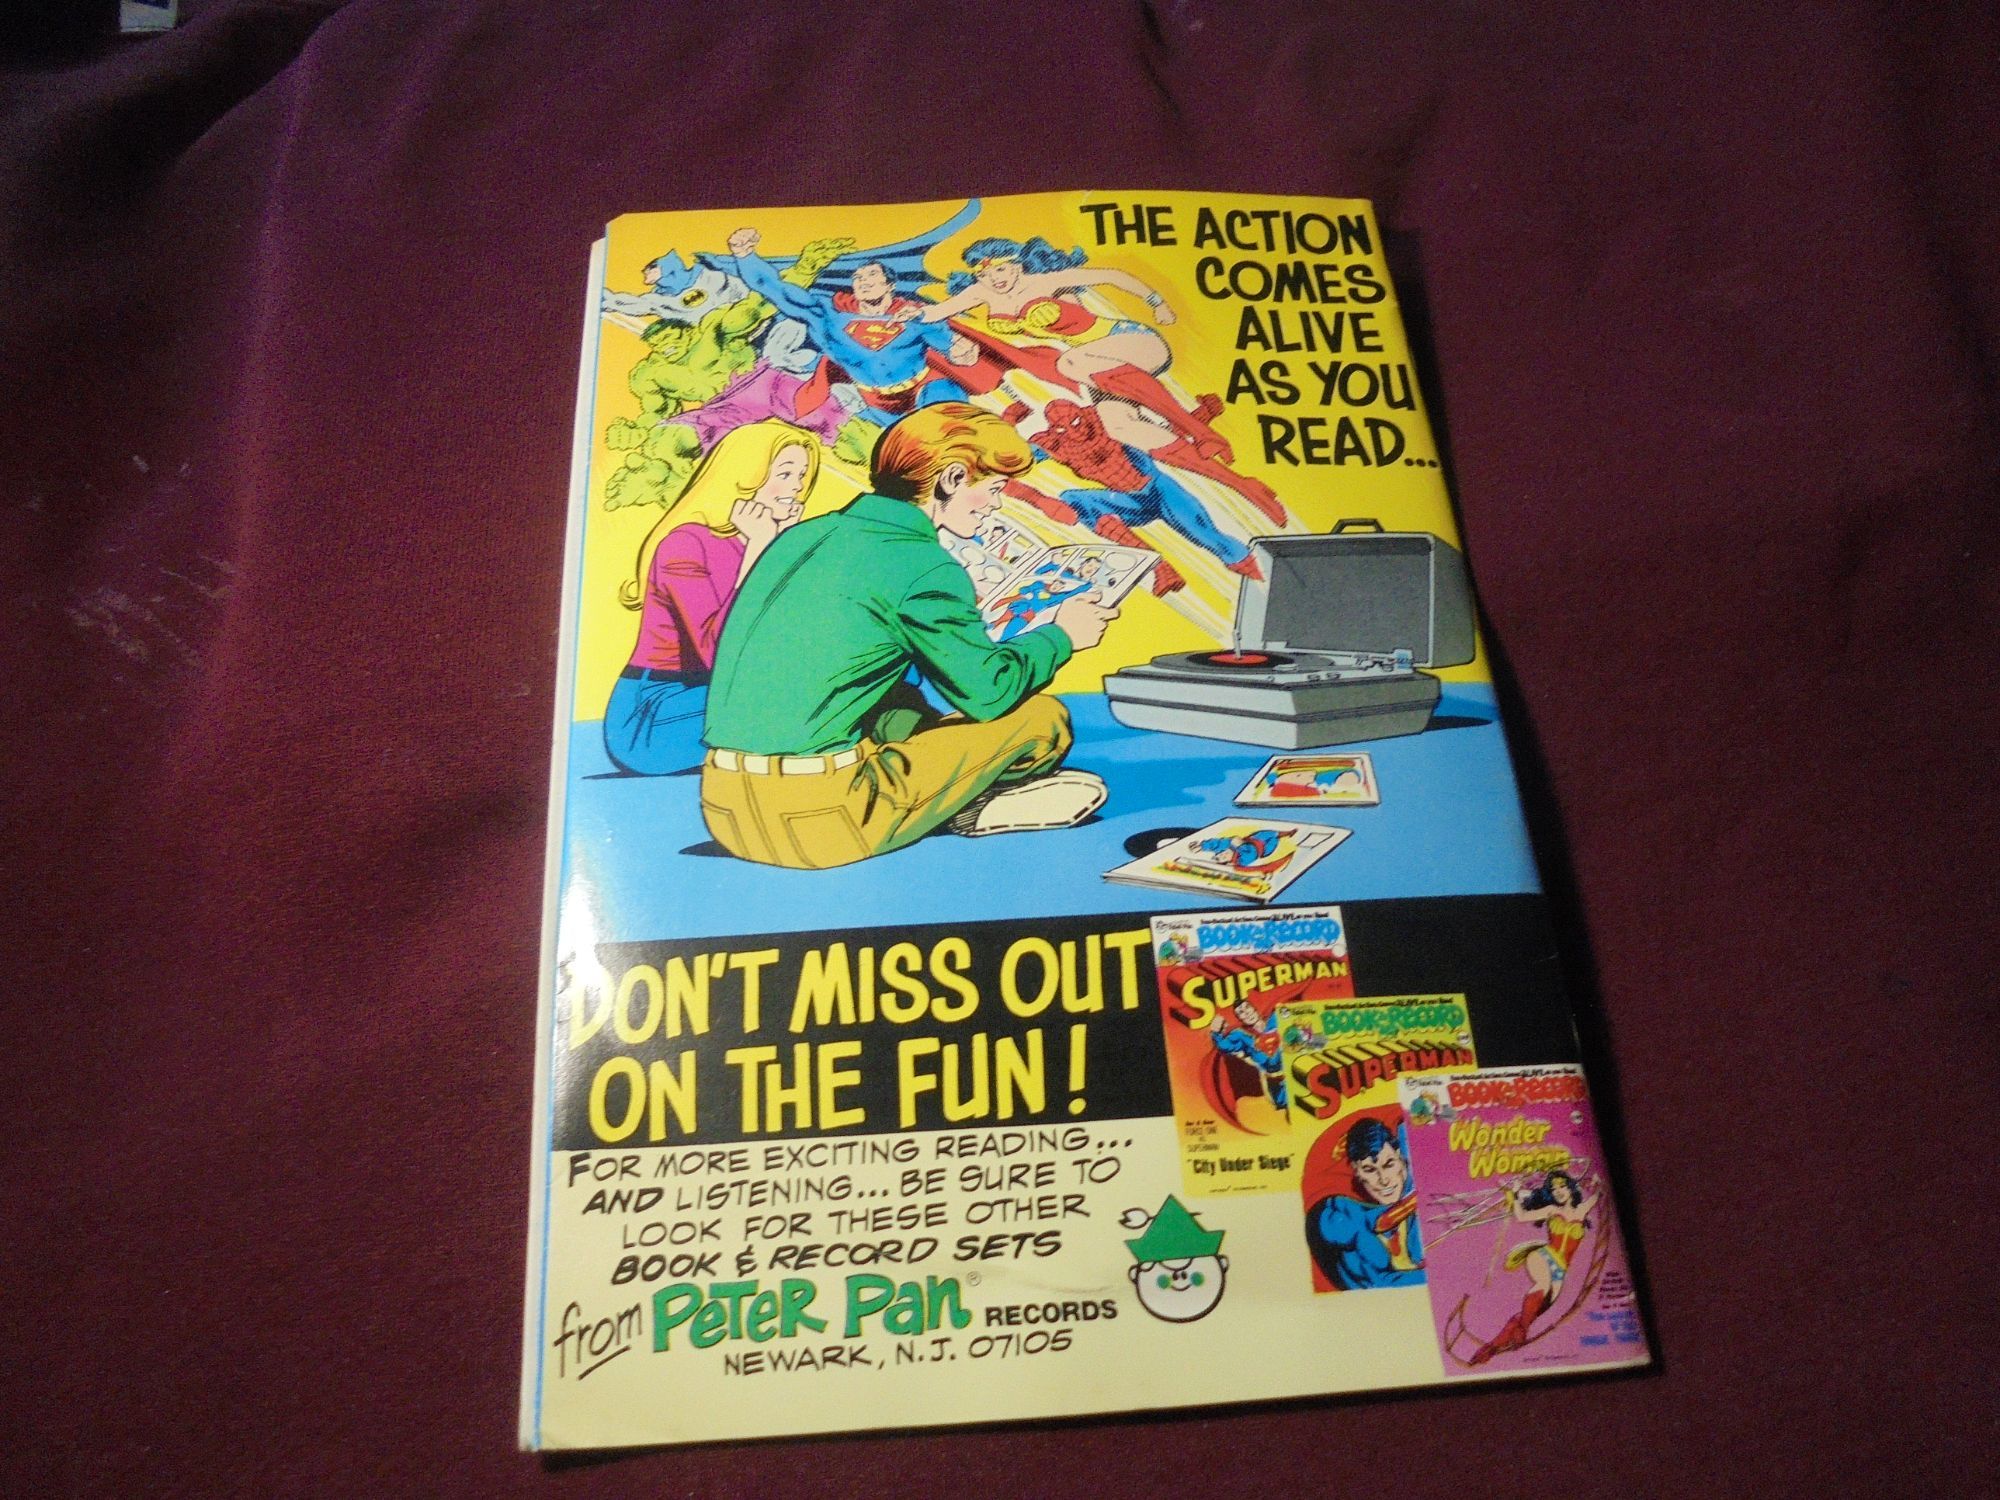 THE ACTION
COMES
ALIVE
AS YOU
READ...
DON'T MISS OUT
ON THE FUN!
FOR MORE EXCITING READING...
AND LISTENING... BE SURE TO
LOOK FOR THESE OTHER
BOOK & RECORD SETS
from PETER Pan® RECORDS
NEWARK, N.J. 07105
BOOK & RECORD
SUPERMAN
"City Under Siege"
BOOK & RECORD
SUPERMAN
BOOK & RECORD
Wonder
Woman